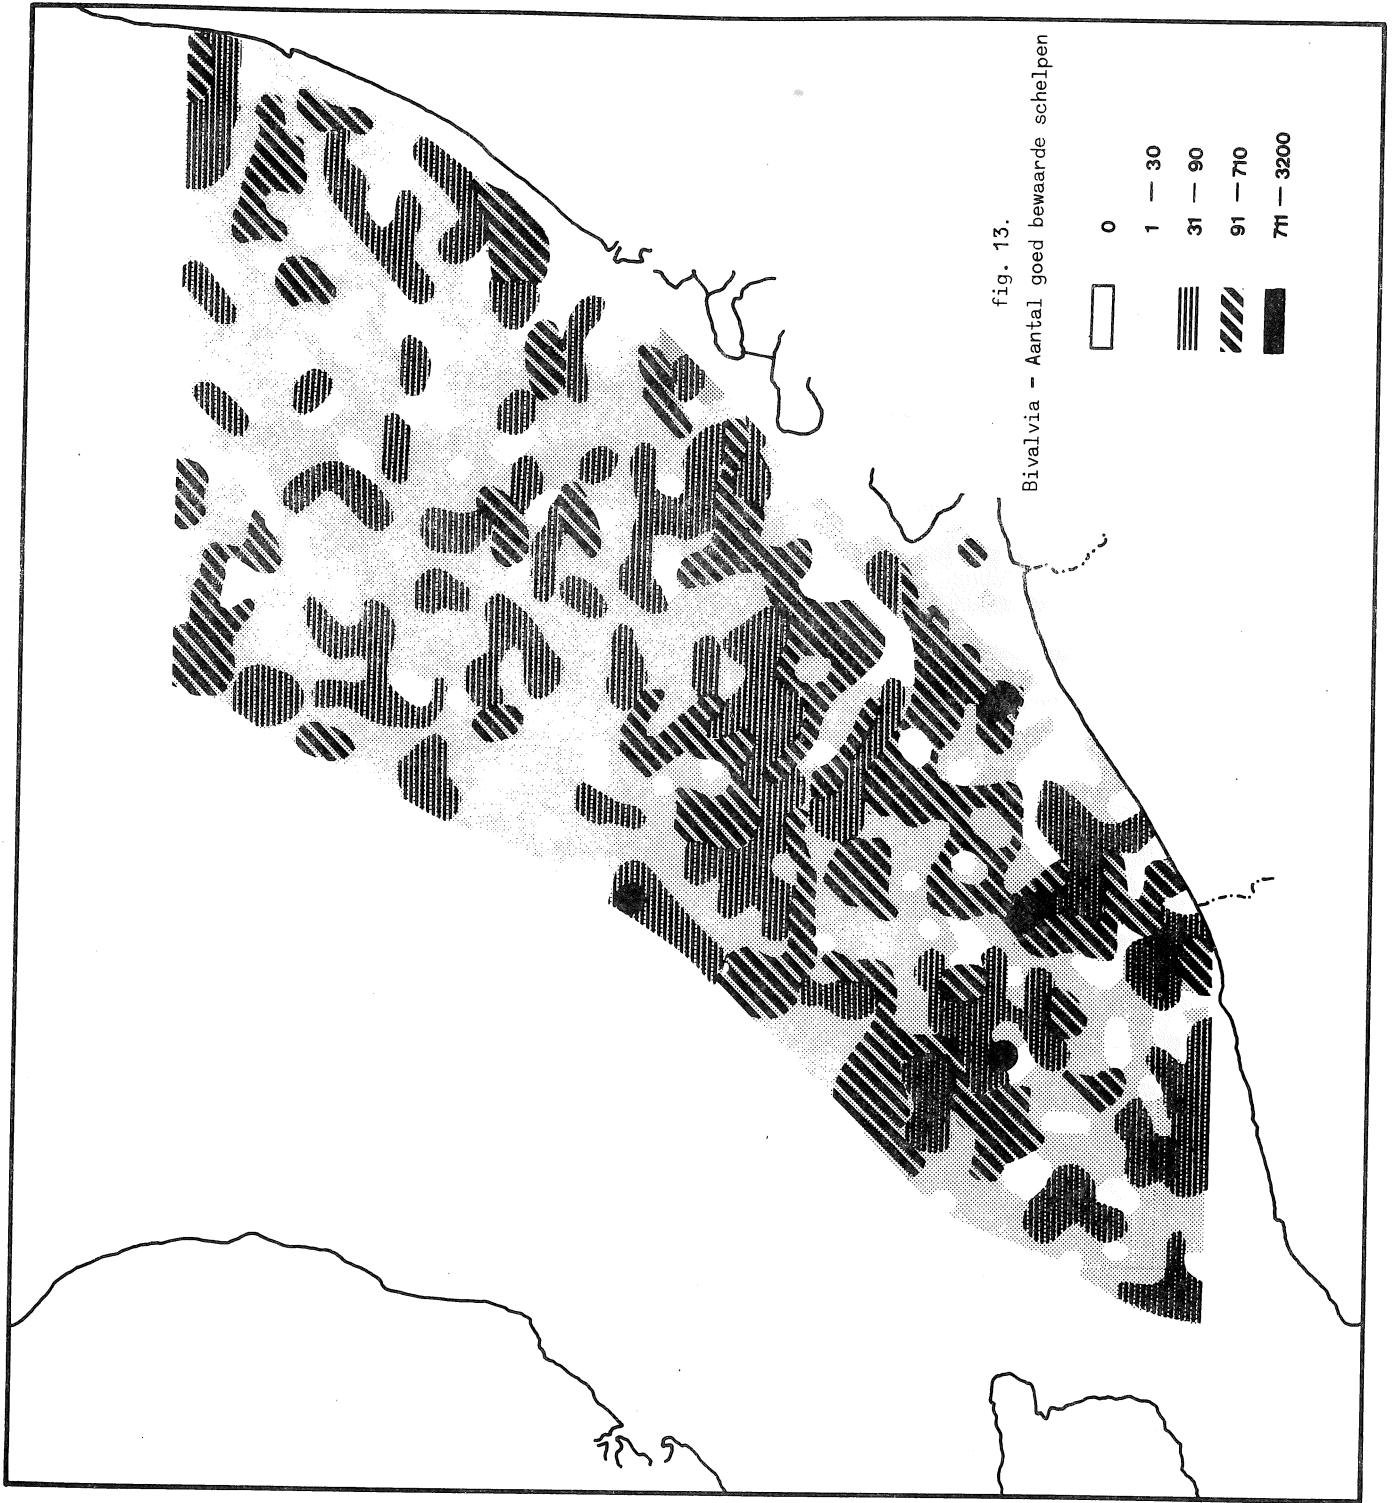 fig. 13.
Bivalvia - Aantal goed bewaarde schelpen
0
1 — 30
31 — 90
91 — 710
711 — 3200